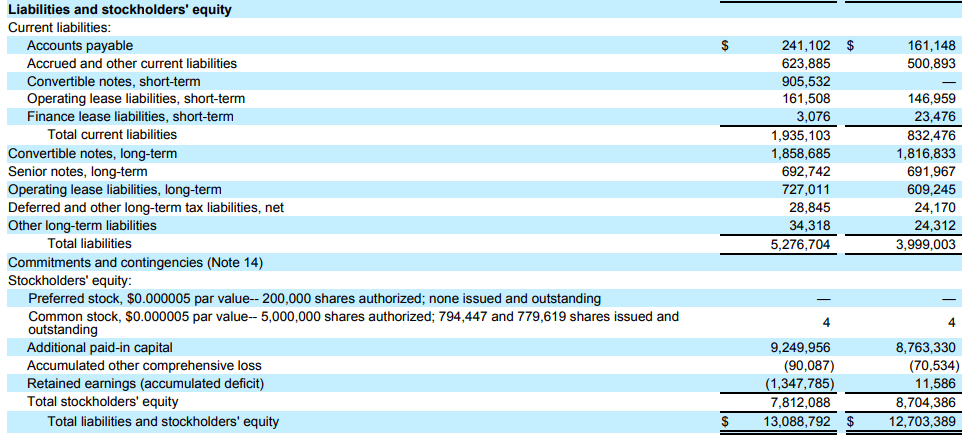 Liabilities and stockholders' equity
Current liabilities:
Accounts payable $ 241,102 $ 161,148
Accrued and other current liabilities 623,885 500,893
Convertible notes, short-term 905,532 —
Operating lease liabilities, short-term 161,508 146,959
Finance lease liabilities, short-term 3,076 23,476
Total current liabilities 1,935,103 832,476
Convertible notes, long-term 1,858,685 1,816,833
Senior notes, long-term 692,742 691,967
Operating lease liabilities, long-term 727,011 609,245
Deferred and other long-term tax liabilities, net 28,845 24,170
Other long-term liabilities 34,318 24,312
Total liabilities 5,276,704 3,999,003
Commitments and contingencies (Note 14)
Stockholders' equity:
Preferred stock, $0.000005 par value-- 200,000 shares authorized; none issued and outstanding — —
Common stock, $0.000005 par value-- 5,000,000 shares authorized; 794,447 and 779,619 shares issued and
outstanding 4 4
Additional paid-in capital 9,249,956 8,763,330
Accumulated other comprehensive loss (90,087) (70,534)
Retained earnings (accumulated deficit) (1,347,785) 11,586
Total stockholders' equity 7,812,088 8,704,386
Total liabilities and stockholders' equity $ 13,088,792 $ 12,703,389